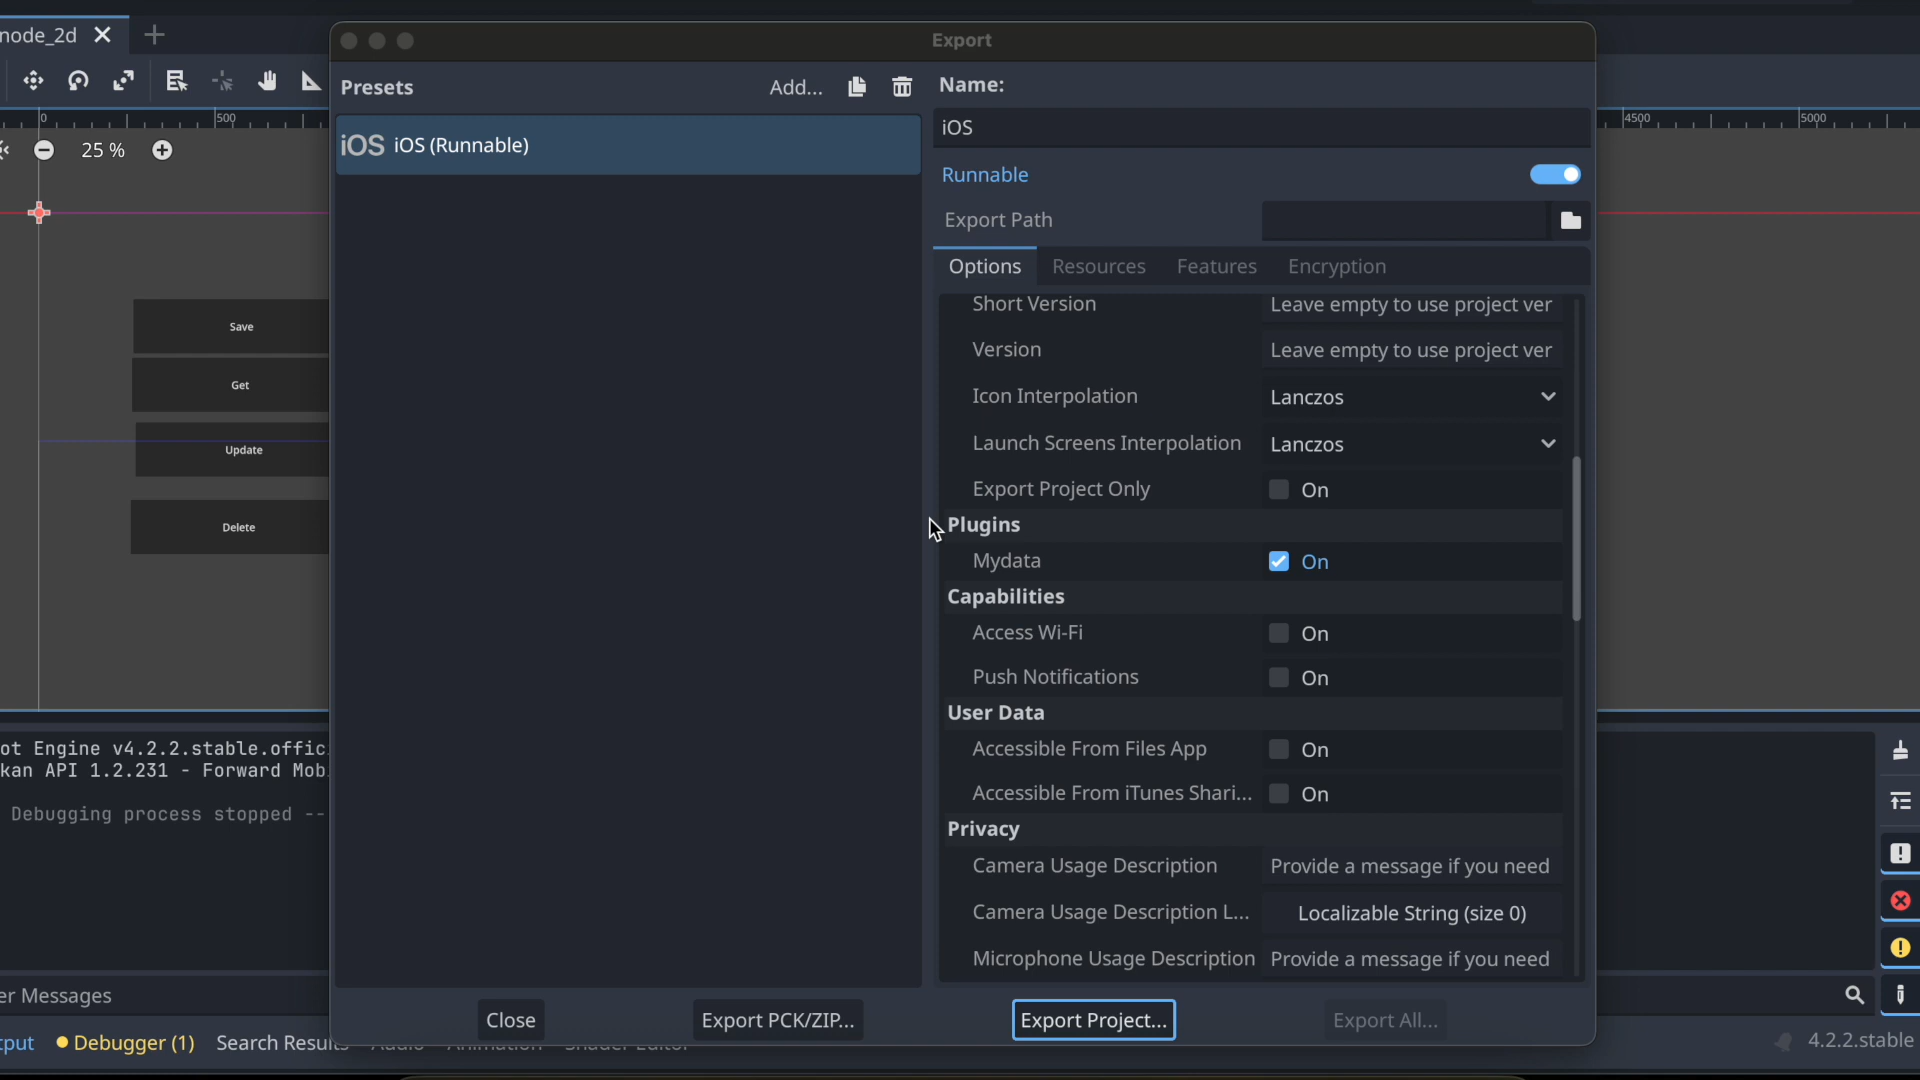 node_2d
Export
Presets
Add...
Name:
iOS
iOS iOS (Runnable)
Runnable
Export Path
0
500
4500
5000
25 %
Options
Resources
Features
Encryption
Short Version
Leave empty to use project ver
Version
Leave empty to use project ver
Icon Interpolation
Lanczos
Launch Screens Interpolation
Lanczos
Export Project Only
On
Plugins
Mydata
On
Capabilities
Access Wi-Fi
On
Push Notifications
On
User Data
Accessible From Files App
On
Accessible From iTunes Shari...
On
Privacy
Camera Usage Description
Provide a message if you need
Camera Usage Description L...
Localizable String (size 0)
Microphone Usage Description
Provide a message if you need
Save
Get
Update
Delete
ot Engine v4.2.2.stable.offic
kan API 1.2.231 - Forward Mob
Debugging process stopped --
er Messages
Close
Export PCK/ZIP...
Export Project...
Export All...
tput
Debugger (1)
Search Results
4.2.2.stable